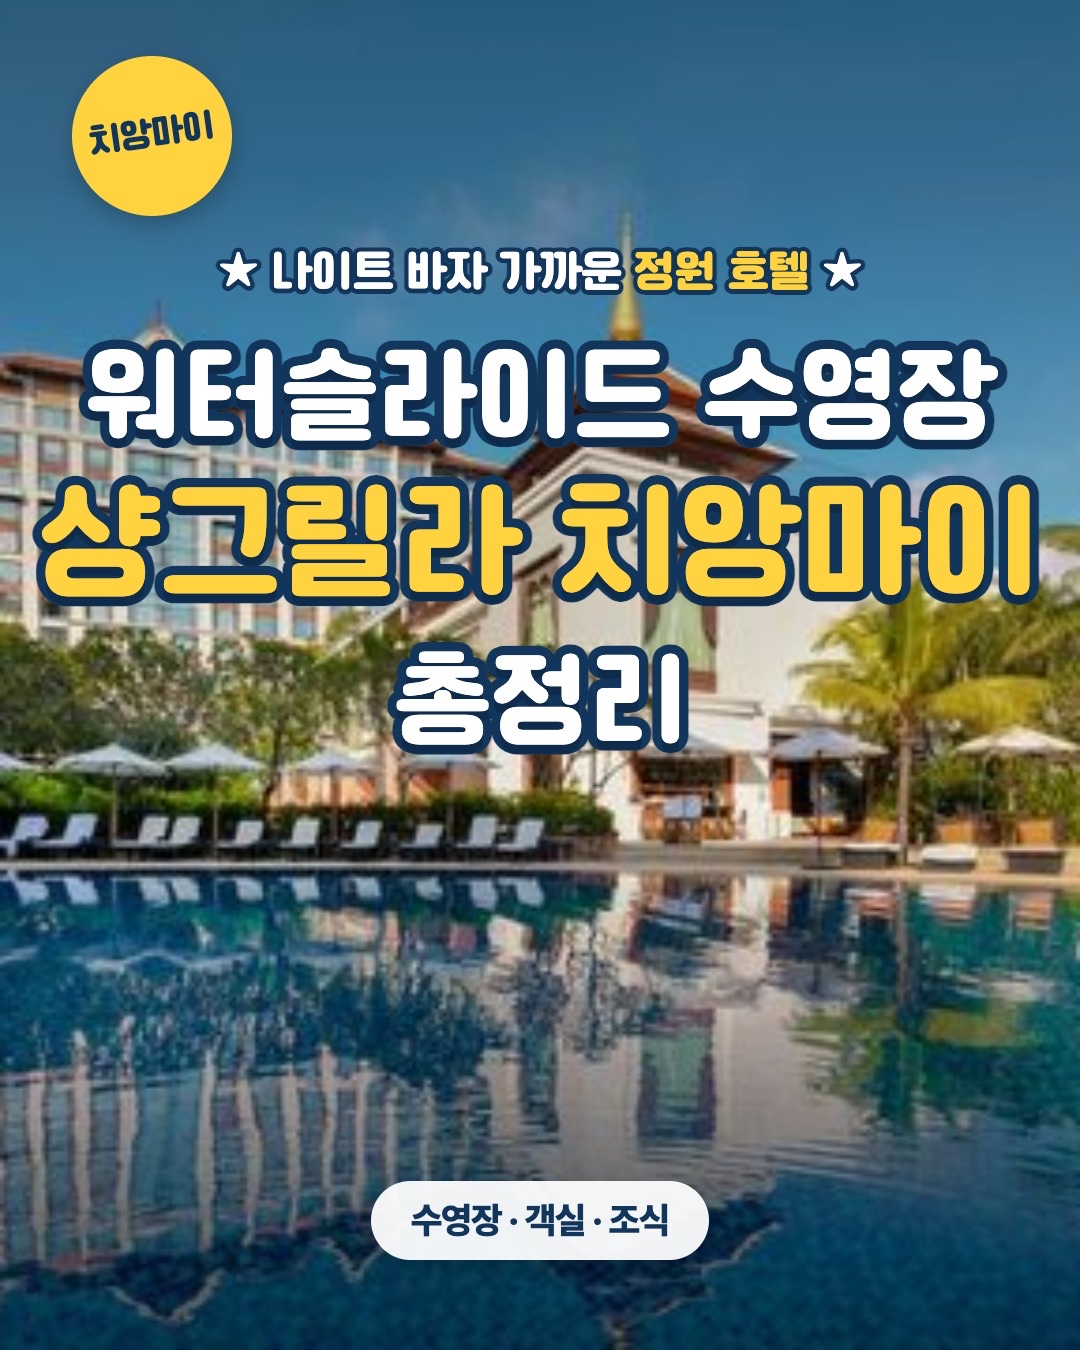 치앙마이
★ 나이트 바자 가까운 정원 호텔 ★
워터슬라이드 수영장
샹그릴라 치앙마이
총정리
수영장 · 객실 · 조식